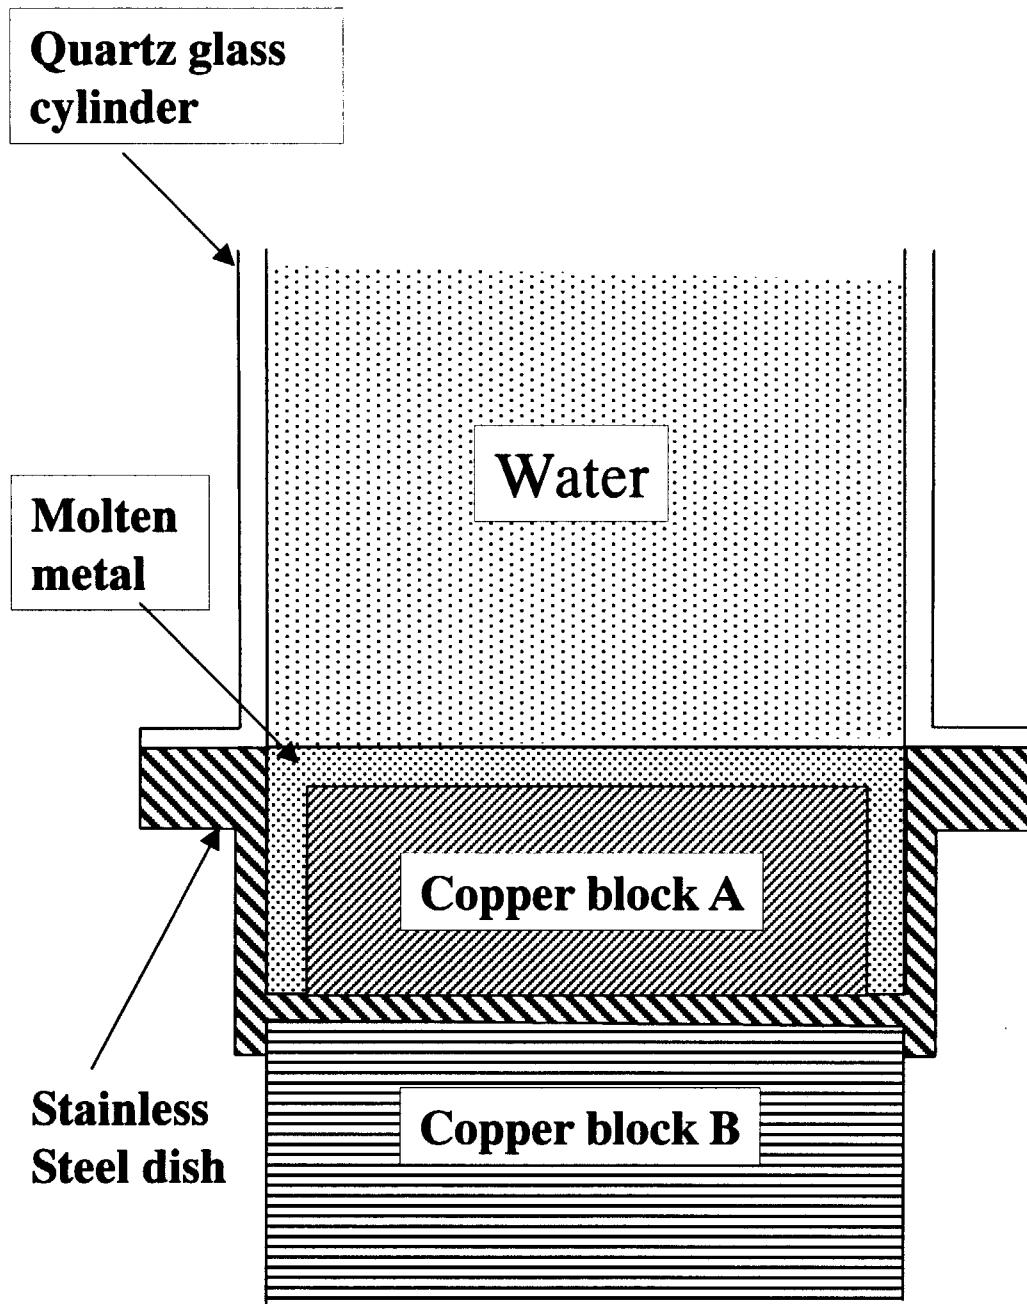 Quartz glass
cylinder
Water
Molten
metal
Copper block A
Copper block B
Stainless
Steel dish